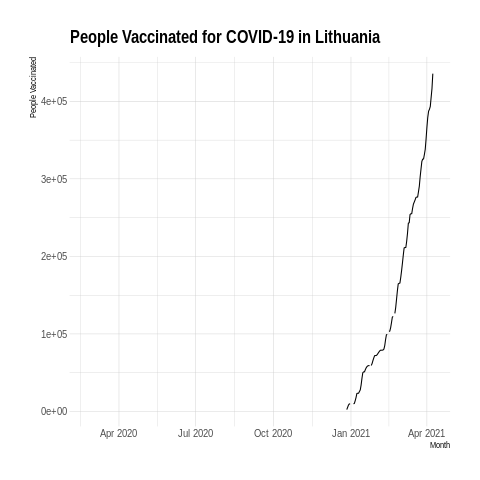 People Vaccinated for COVID-19 in Lithuania
People Vaccinated
4e+05
3e+05
2e+05
1e+05
0e+00
Apr 2020 Jul 2020 Oct 2020 Jan 2021 Apr 2021
Month